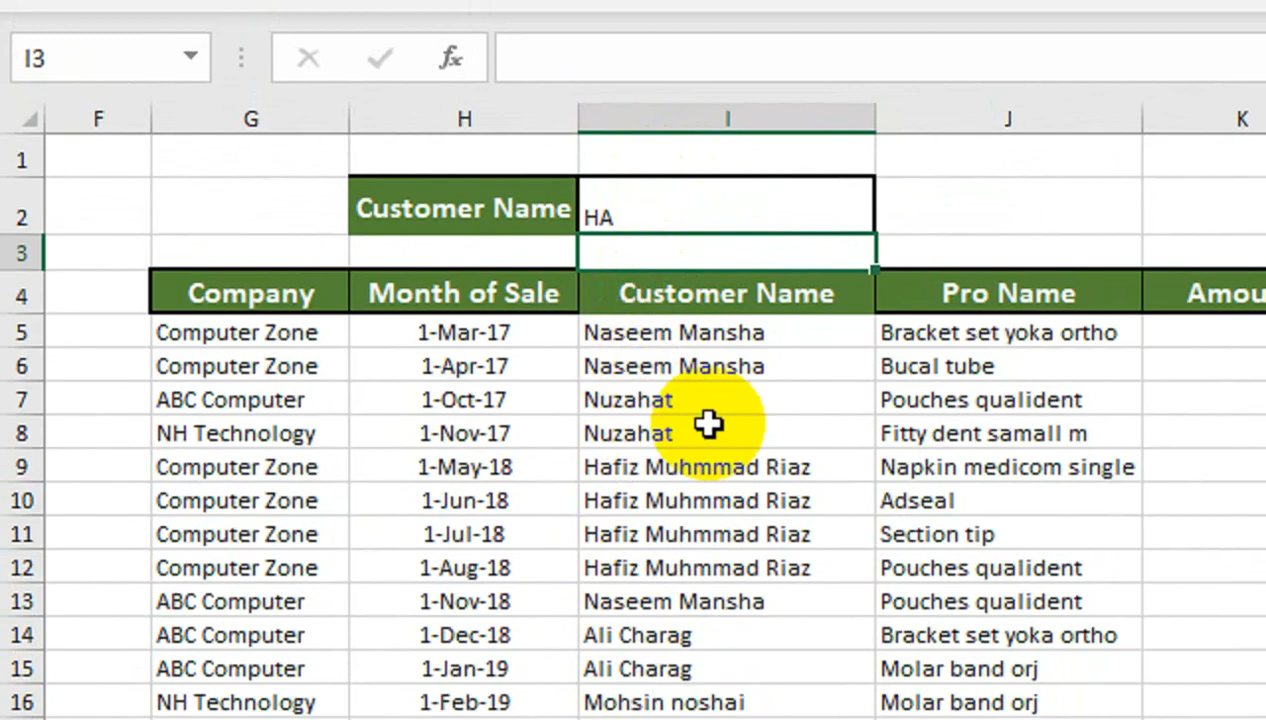 I3 fx
F G H I J K
1
2 Customer Name HA
3
4 Company Month of Sale Customer Name Pro Name Amou
5 Computer Zone 1-Mar-17 Naseem Mansha Bracket set yoka ortho
6 Computer Zone 1-Apr-17 Naseem Mansha Bucal tube
7 ABC Computer 1-Oct-17 Nuzahat Pouches qualident
8 NH Technology 1-Nov-17 Nuzahat Fitty dent samall m
9 Computer Zone 1-May-18 Hafiz Muhmmad Riaz Napkin medicom single
10 Computer Zone 1-Jun-18 Hafiz Muhmmad Riaz Adseal
11 Computer Zone 1-Jul-18 Hafiz Muhmmad Riaz Section tip
12 Computer Zone 1-Aug-18 Hafiz Muhmmad Riaz Pouches qualident
13 ABC Computer 1-Nov-18 Naseem Mansha Pouches qualident
14 ABC Computer 1-Dec-18 Ali Charag Bracket set yoka ortho
15 ABC Computer 1-Jan-19 Ali Charag Molar band orj
16 NH Technology 1-Feb-19 Mohsin noshai Molar band orj